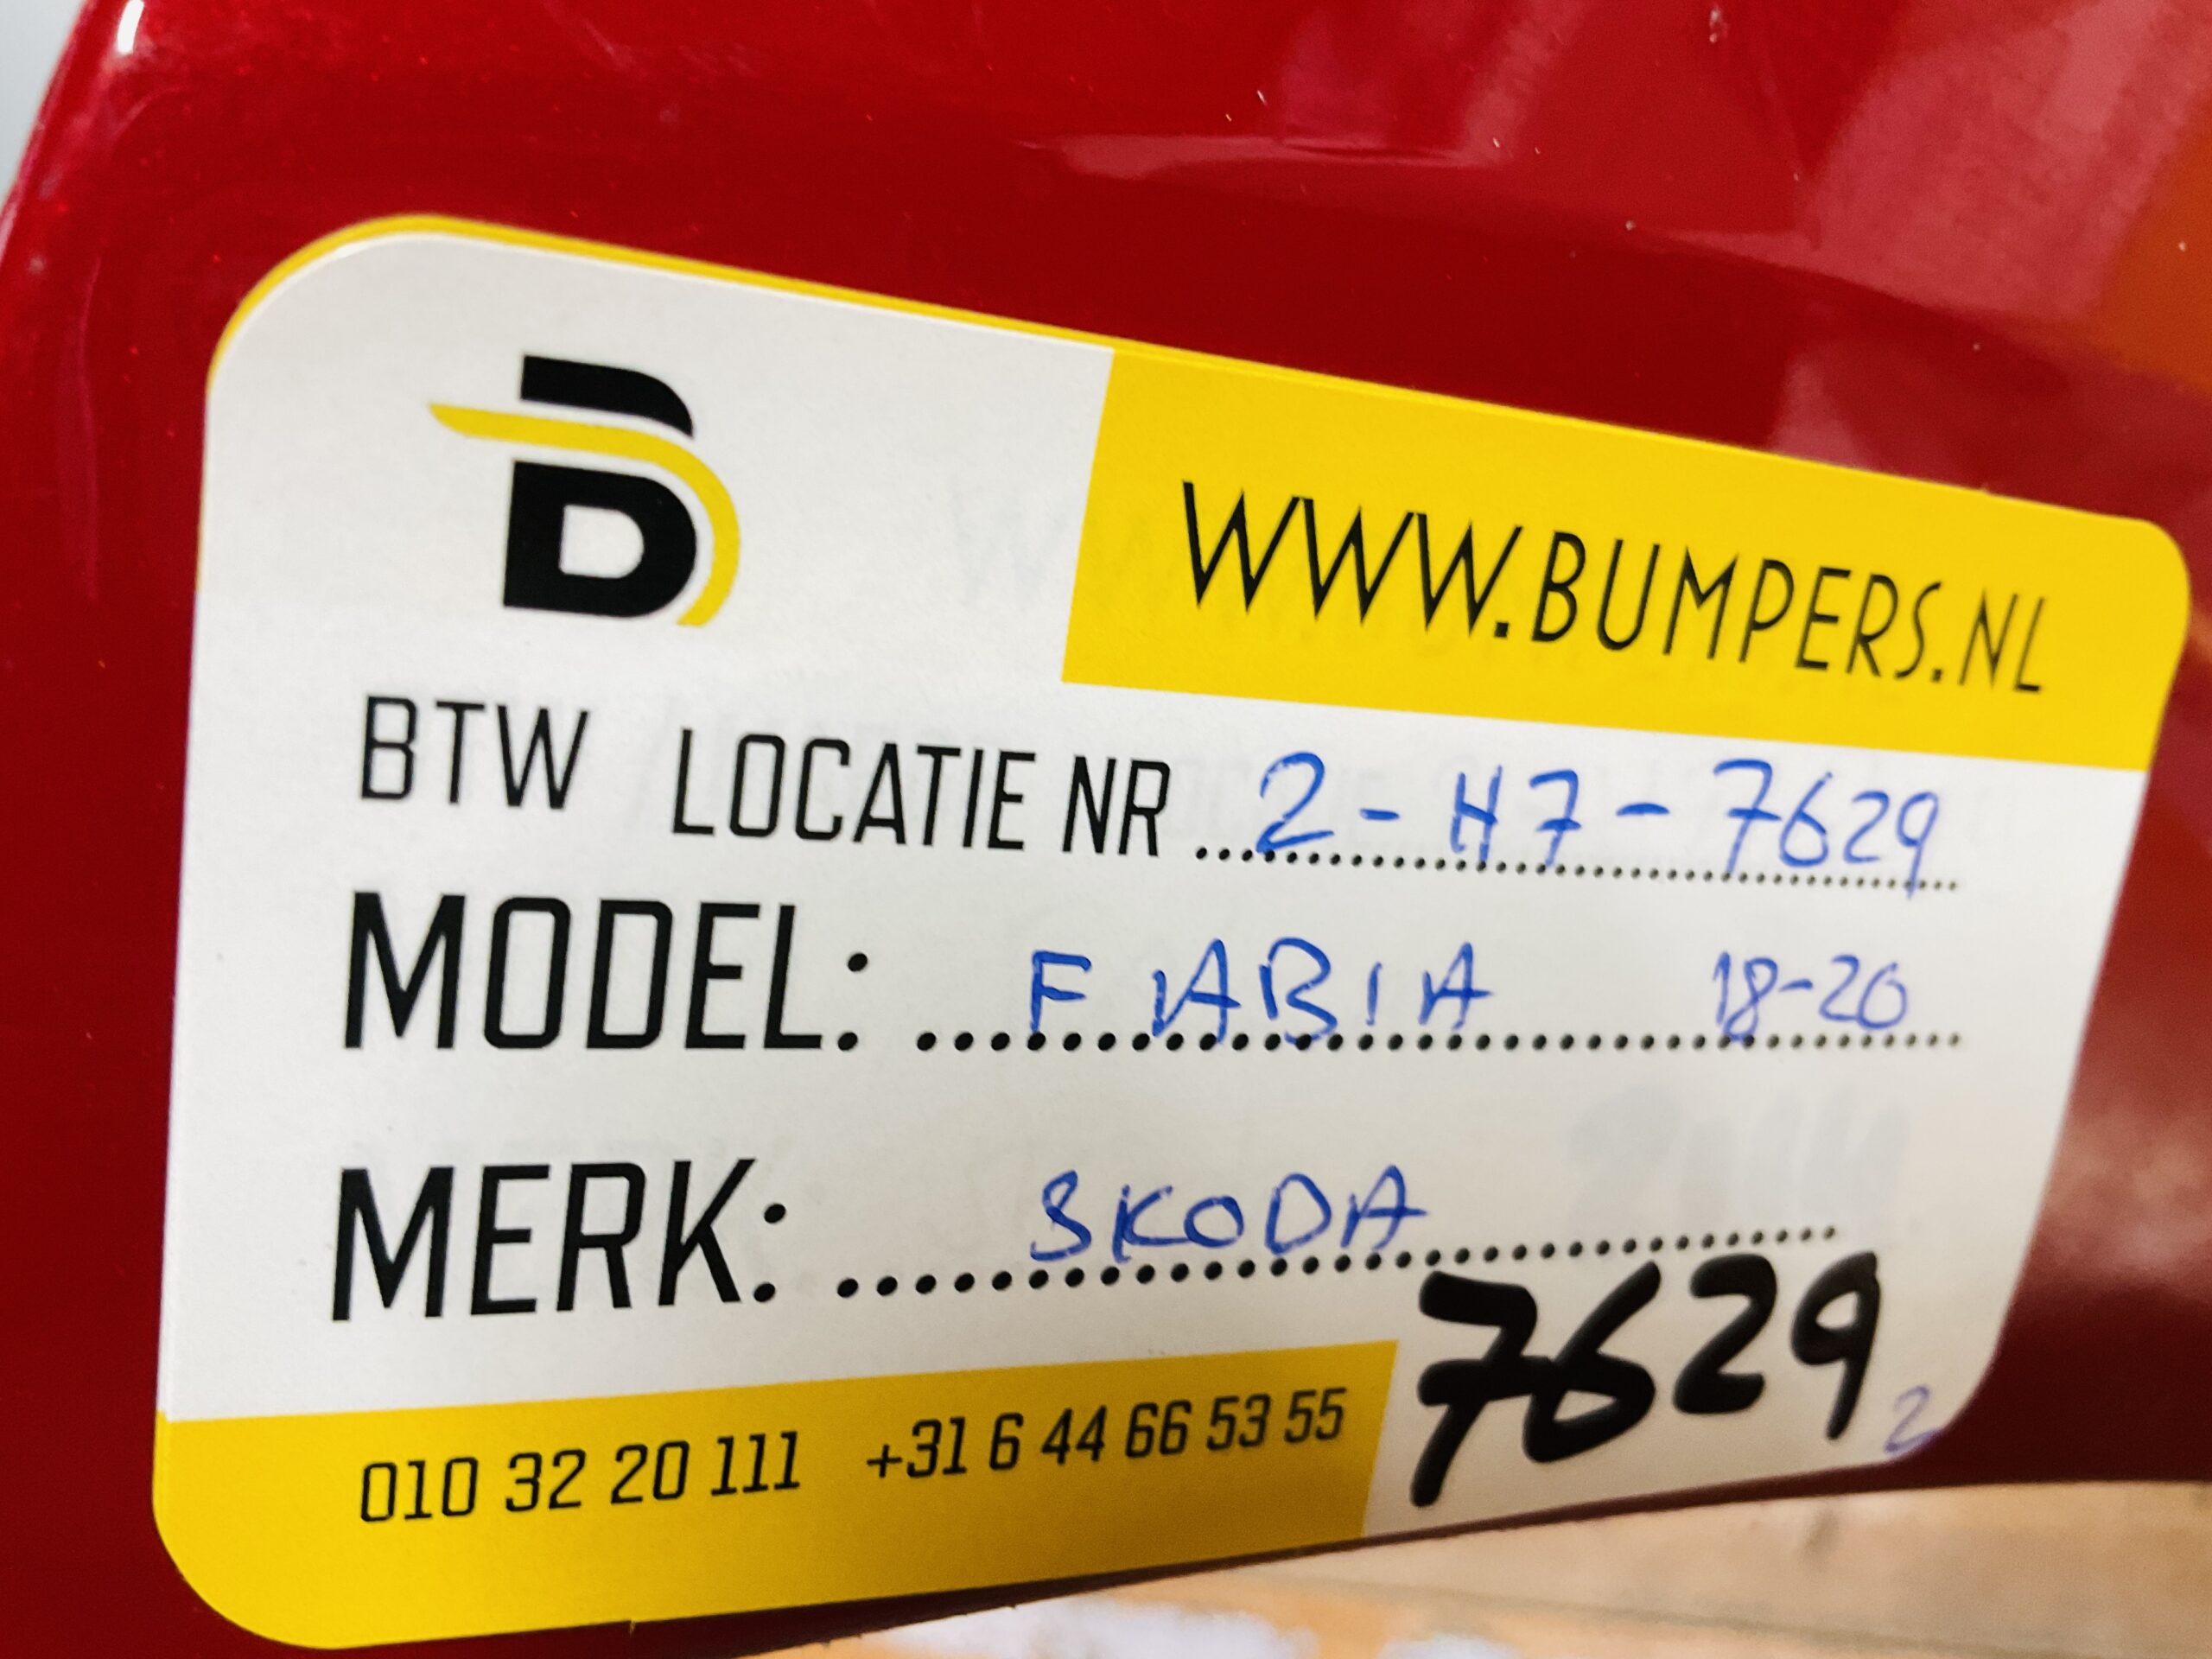 B
WWW.BUMPERS.NL
BTW LOCATIE NR 2-H7-7629
MODEL: FABIA 18-20
MERK: SKODA
7629
2
010 32 20 111 +31 6 44 66 53 55